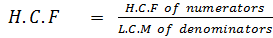 H.C.F = H.C.F of numerators / L.C.M of denominators